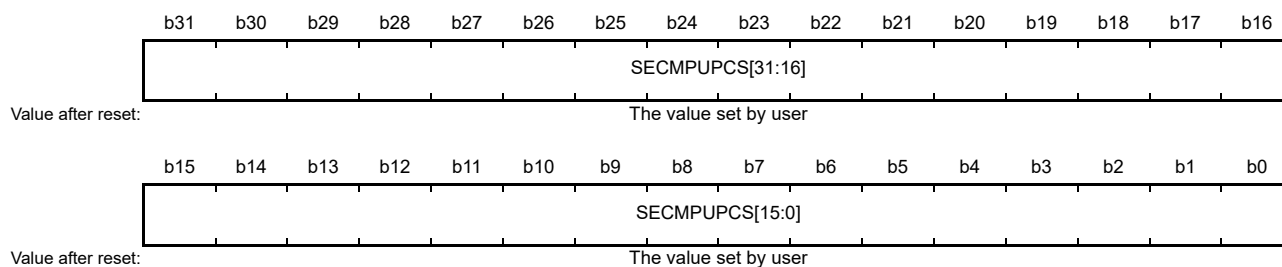 b31 b30 b29 b28 b27 b26 b25 b24 b23 b22 b21 b20 b19 b18 b17 b16
SECMPUPCS[31:16]
Value after reset: The value set by user
b15 b14 b13 b12 b11 b10 b9 b8 b7 b6 b5 b4 b3 b2 b1 b0
SECMPUPCS[15:0]
Value after reset: The value set by user